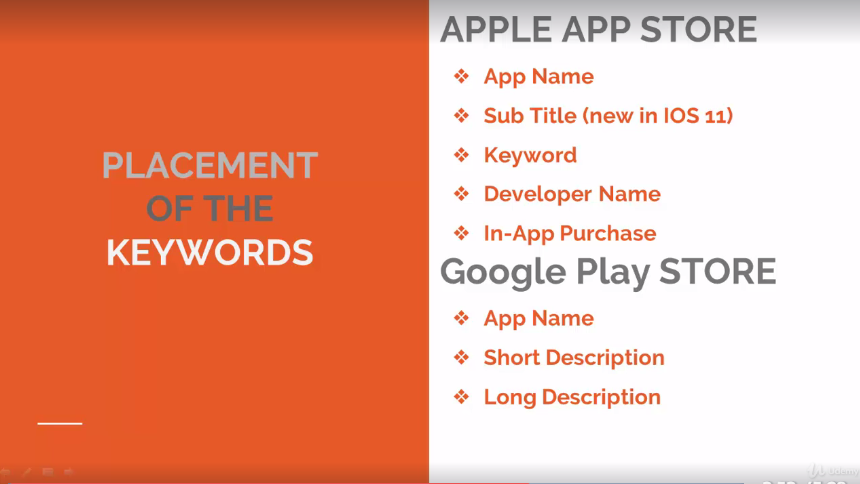 PLACEMENT
OF THE
KEYWORDS
APPLE APP STORE
App Name
Sub Title (new in IOS 11)
Keyword
Developer Name
In-App Purchase
Google Play STORE
App Name
Short Description
Long Description
Udemy